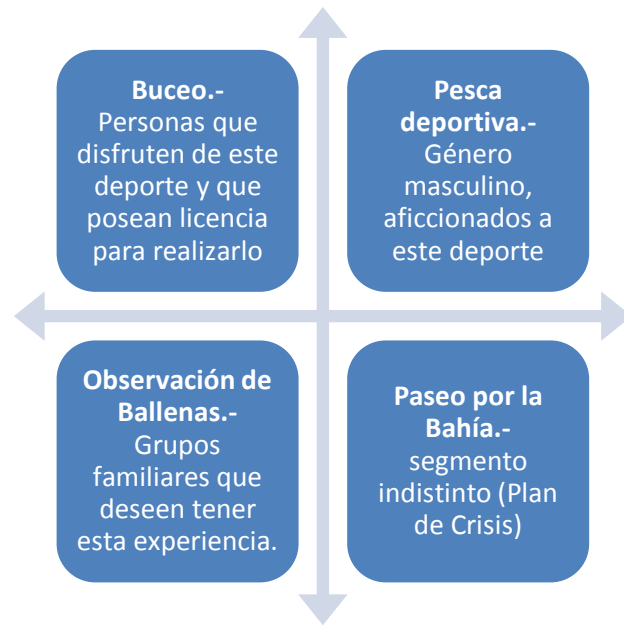 Buceo.-
Personas que
disfruten de este
deporte y que
posean licencia
para realizarlo
Pesca
deportiva.-
Género
masculino,
aficcionados a
este deporte
Observación de
Ballenas.-
Grupos
familiares que
deseen tener
esta experiencia.
Paseo por la
Bahía.-
segmento
indistinto (Plan
de Crisis)